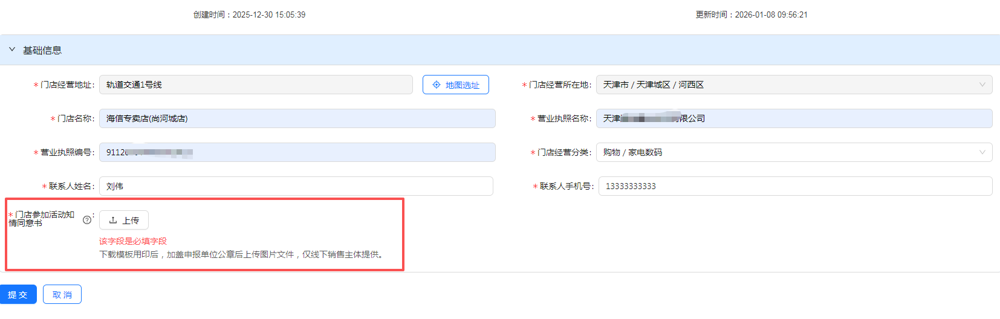 创建时间：2025-12-30 15:05:39
更新时间：2026-01-08 09:56:21
基础信息
* 门店经营地址: 轨道交通1号线
地图选址
* 门店经营所在地: 天津市 / 天津城区 / 河西区
* 门店名称: 海信专卖店(尚河城店)
* 营业执照名称: 天津 有限公司
* 营业执照编号: 9112
* 门店经营分类: 购物 / 家电数码
* 联系人姓名: 刘伟
* 联系人手机号: 13333333333
* 门店参加活动知
情同意书 ? :
上传
该字段是必填字段
下载模板用印后，加盖申报单位公章后上传图片文件，仅线下销售主体提供。
提 交
取 消